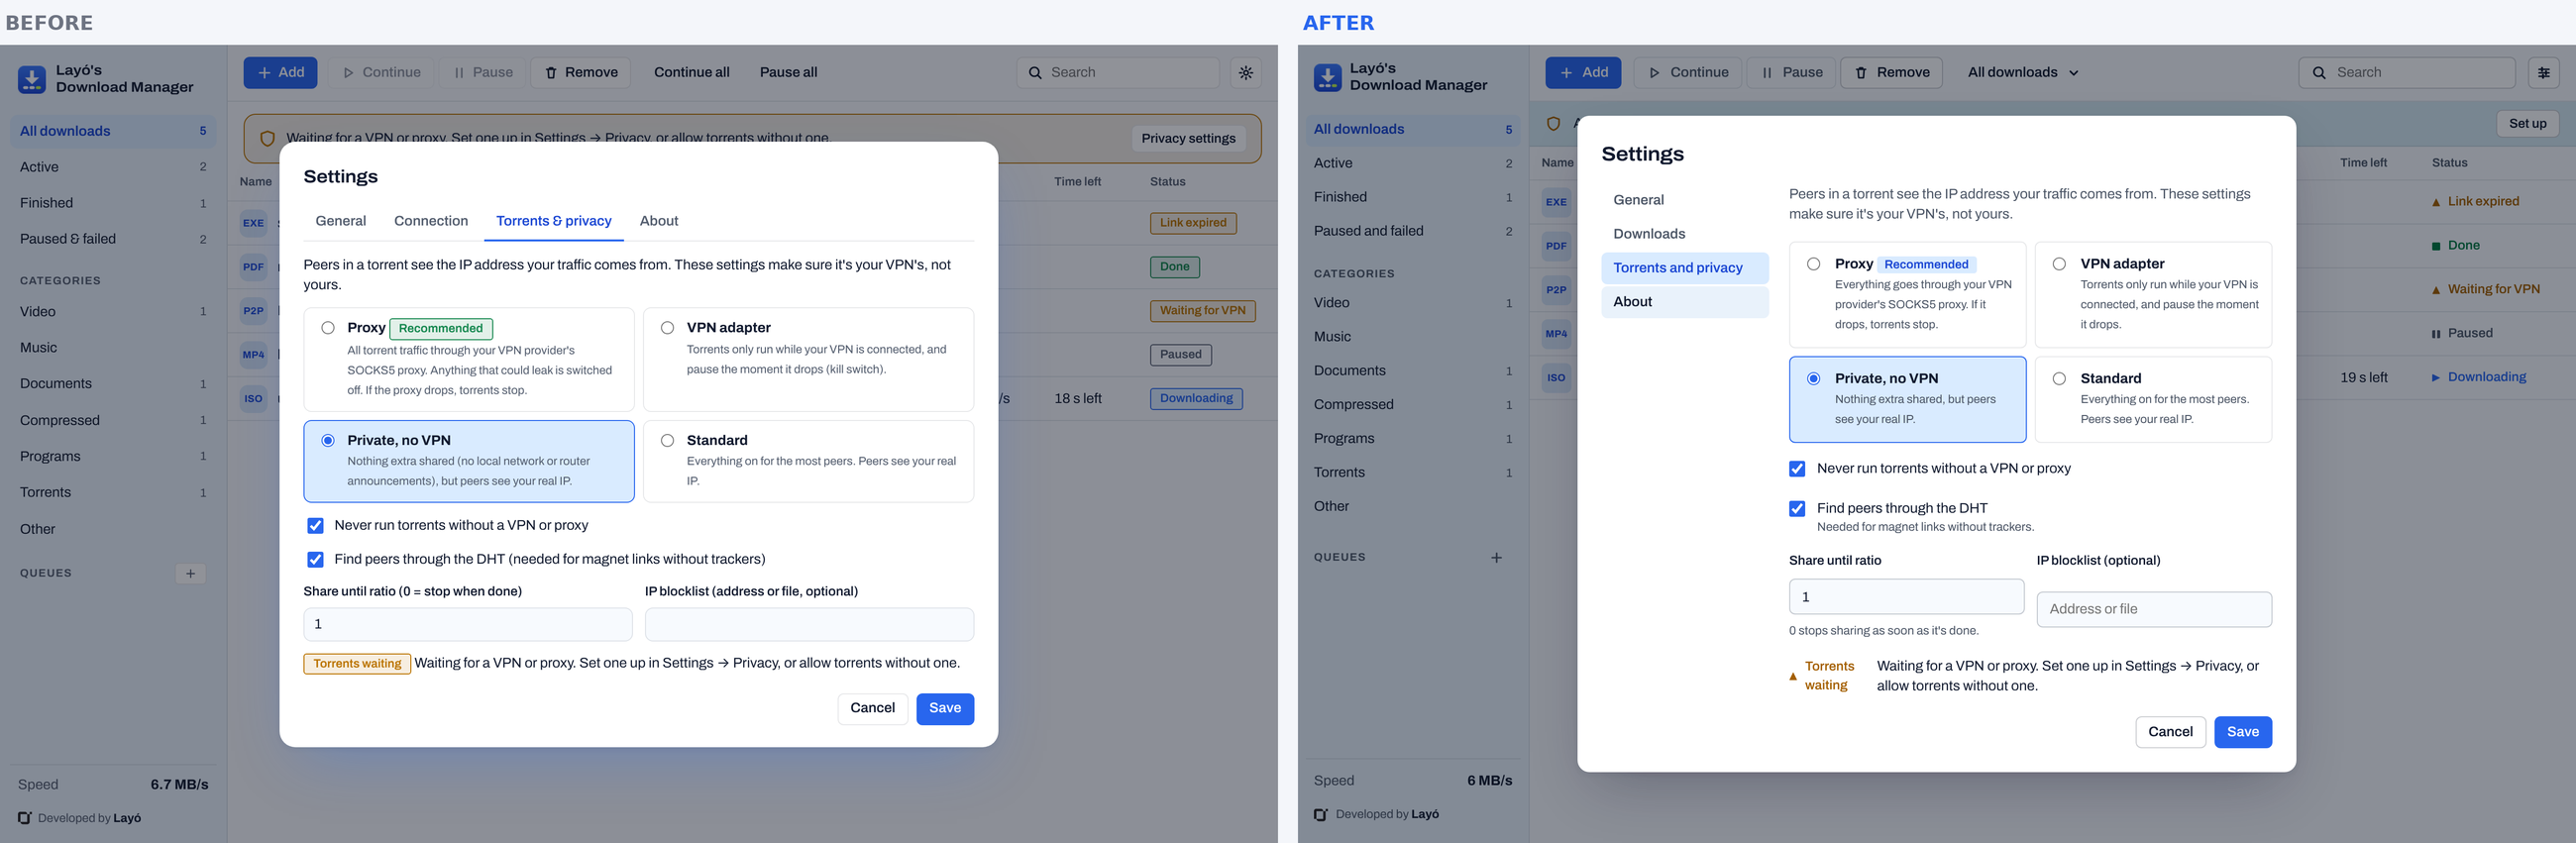 BEFORE
Layó's
Download Manager
Add
Continue
Pause
Remove
Continue all
Pause all
Search
All downloads 5
Active 2
Finished 1
Paused & failed 2
CATEGORIES
Video 1
Music
Documents 1
Compressed 1
Programs 1
Torrents 1
Other
QUEUES +
Speed 6.7 MB/s
Developed by Layó
Waiting for a VPN or proxy. Set one up in Settings → Privacy, or allow torrents without one.
Privacy settings
Name Time left Status
EXE Link expired
PDF Done
P2P Waiting for VPN
MP4 Paused
ISO /s 18 s left Downloading
Settings
General Connection Torrents & privacy About
Peers in a torrent see the IP address your traffic comes from. These settings make sure it's your VPN's, not
yours.
Proxy Recommended
All torrent traffic through your VPN provider's
SOCKS5 proxy. Anything that could leak is switched
off. If the proxy drops, torrents stop.
VPN adapter
Torrents only run while your VPN is connected, and
pause the moment it drops (kill switch).
Private, no VPN
Nothing extra shared (no local network or router
announcements), but peers see your real IP.
Standard
Everything on for the most peers. Peers see your real
IP.
Never run torrents without a VPN or proxy
Find peers through the DHT (needed for magnet links without trackers)
Share until ratio (0 = stop when done)
1
IP blocklist (address or file, optional)
Torrents waiting Waiting for a VPN or proxy. Set one up in Settings → Privacy, or allow torrents without one.
Cancel Save
AFTER
Layó's
Download Manager
Add
Continue
Pause
Remove
All downloads
Search
All downloads 5
Active 2
Finished 1
Paused and failed 2
CATEGORIES
Video 1
Music
Documents 1
Compressed 1
Programs 1
Torrents 1
Other
QUEUES +
Speed 6 MB/s
Developed by Layó
Set up
Name Time left Status
EXE Link expired
PDF Done
P2P Waiting for VPN
MP4 Paused
ISO 19 s left Downloading
Settings
General
Downloads
Torrents and privacy
About
Peers in a torrent see the IP address your traffic comes from. These settings
make sure it's your VPN's, not yours.
Proxy Recommended
Everything goes through your VPN
provider's SOCKS5 proxy. If it
drops, torrents stop.
VPN adapter
Torrents only run while your VPN is
connected, and pause the moment
it drops.
Private, no VPN
Nothing extra shared, but peers
see your real IP.
Standard
Everything on for the most peers.
Peers see your real IP.
Never run torrents without a VPN or proxy
Find peers through the DHT
Needed for magnet links without trackers.
Share until ratio
1
0 stops sharing as soon as it's done.
IP blocklist (optional)
Address or file
Torrents
waiting
Waiting for a VPN or proxy. Set one up in Settings → Privacy, or
allow torrents without one.
Cancel Save